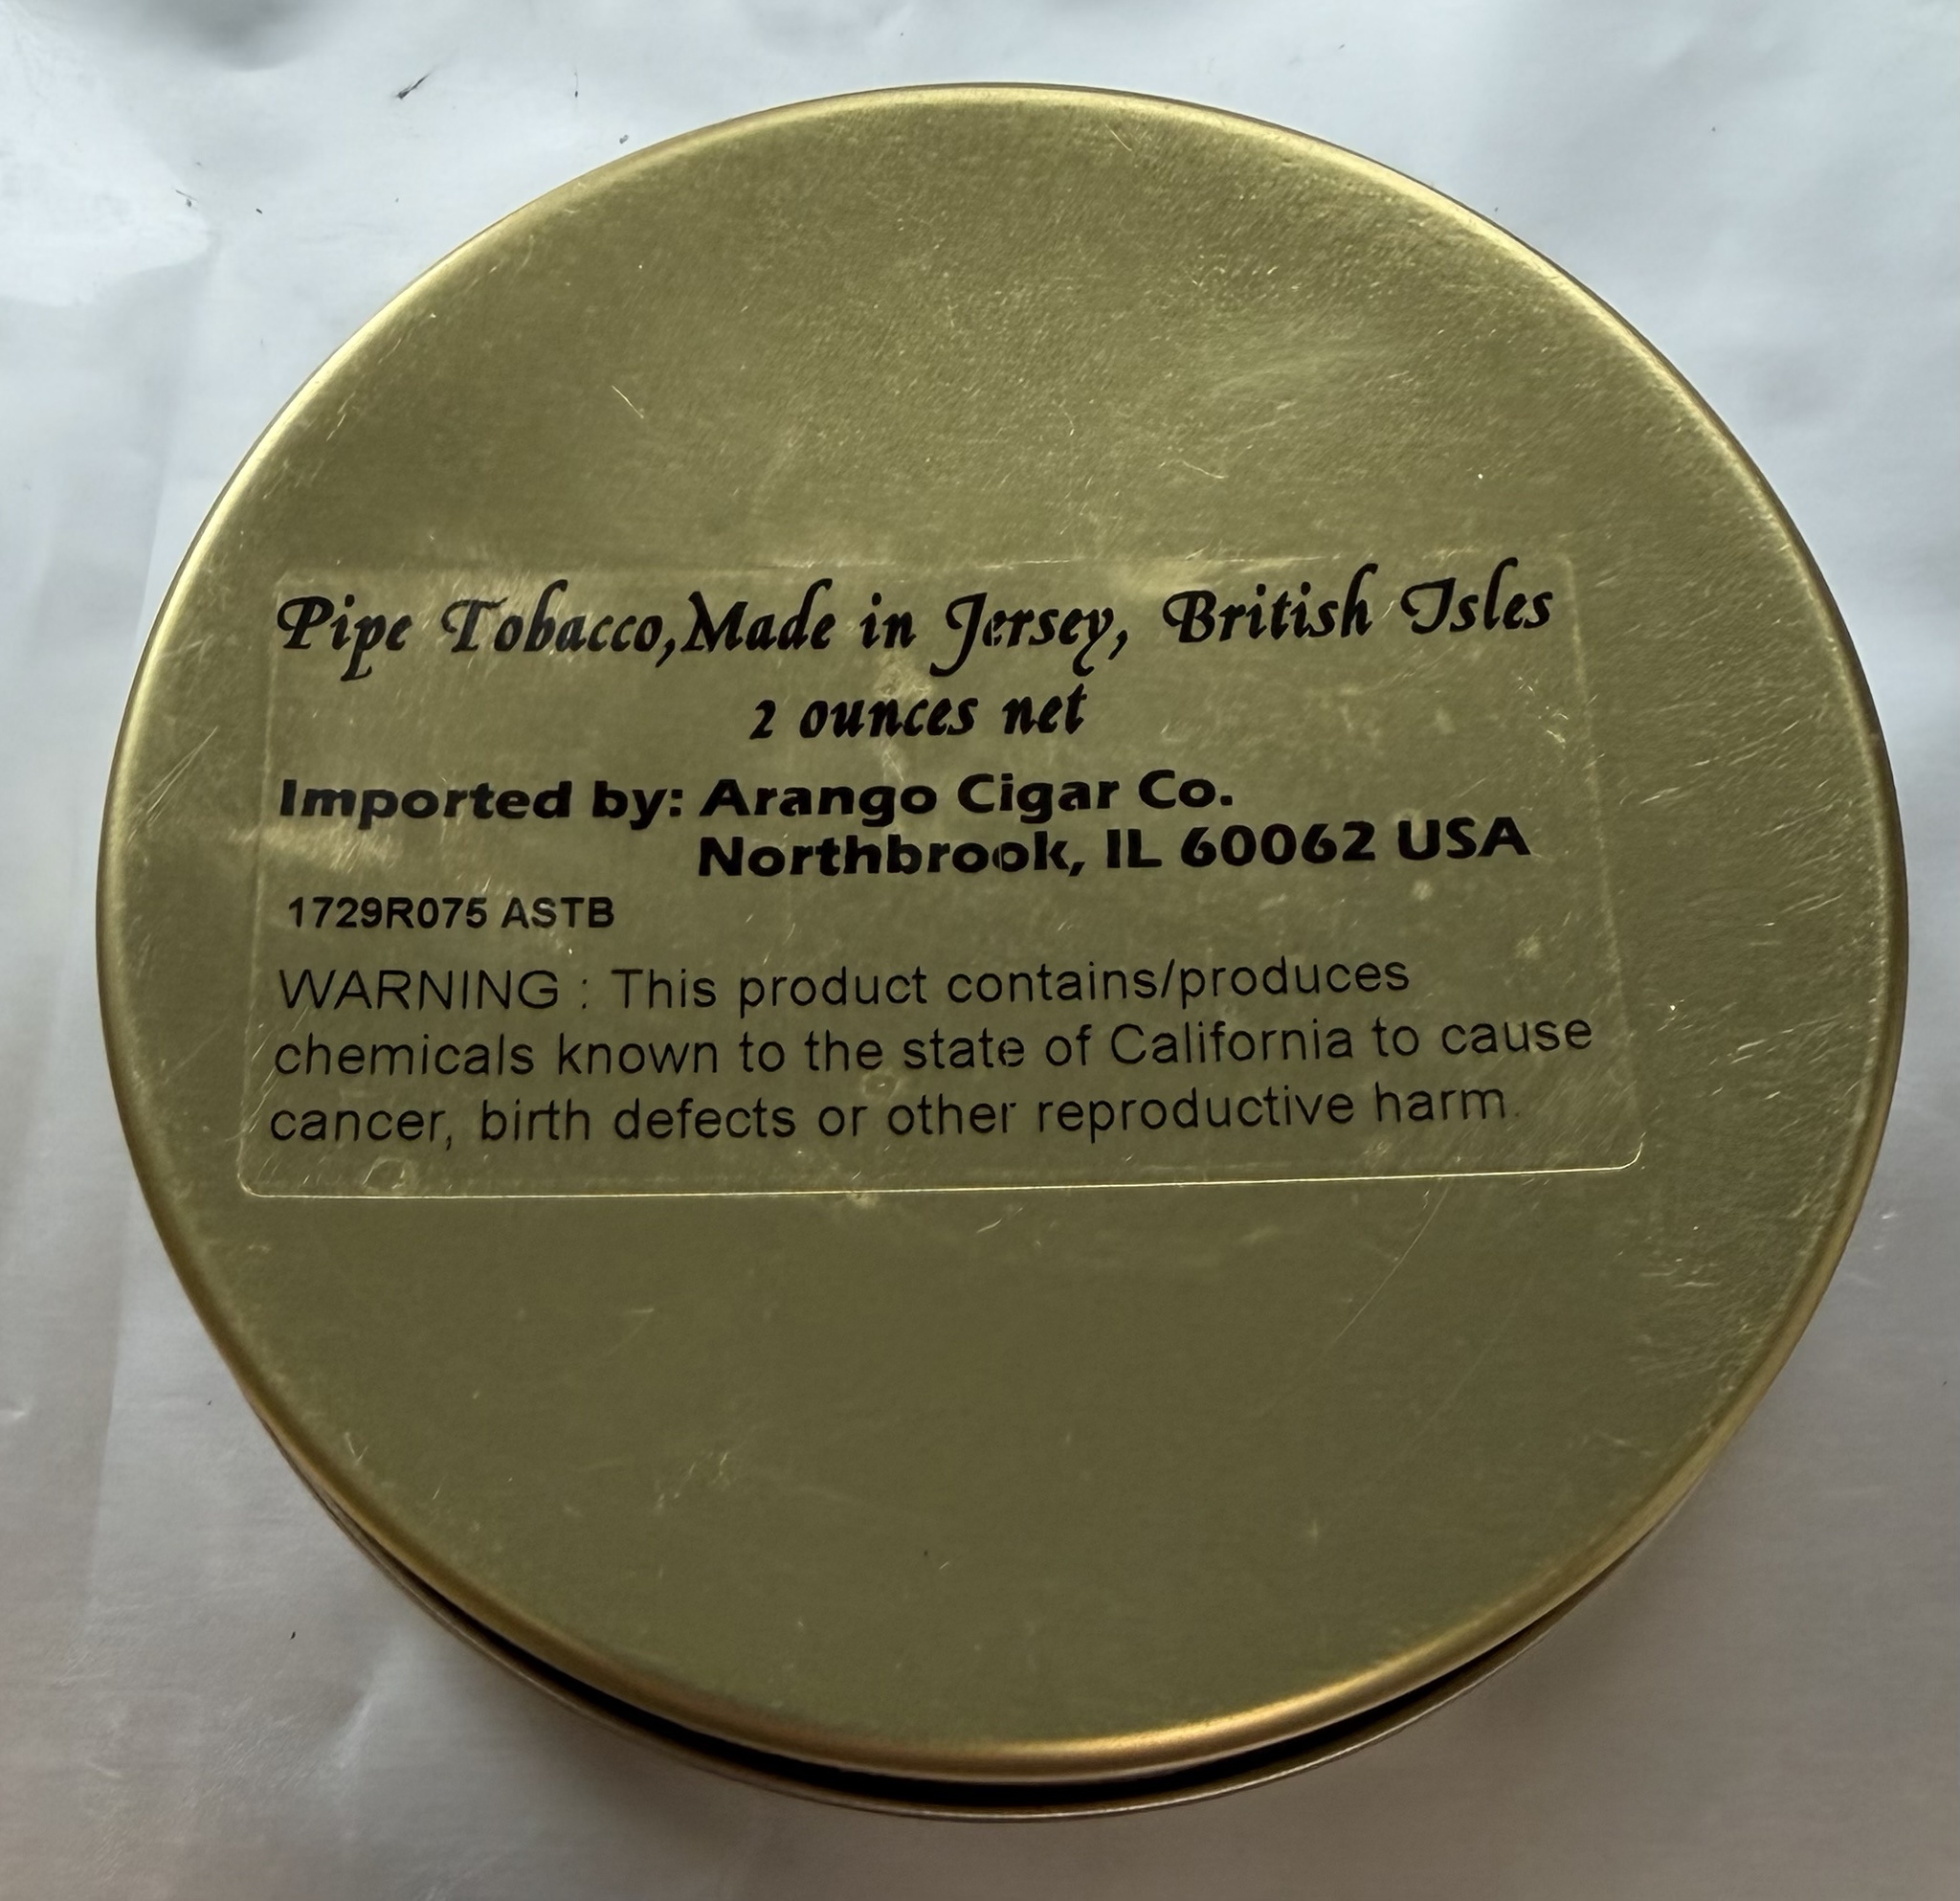 Pipe Tobacco,Made in Jersey, British Isles
2 ounces net
Imported by: Arango Cigar Co.
Northbrook, IL 60062 USA
1729R075 ASTB
WARNING : This product contains/produces
chemicals known to the state of California to cause
cancer, birth defects or other reproductive harm.